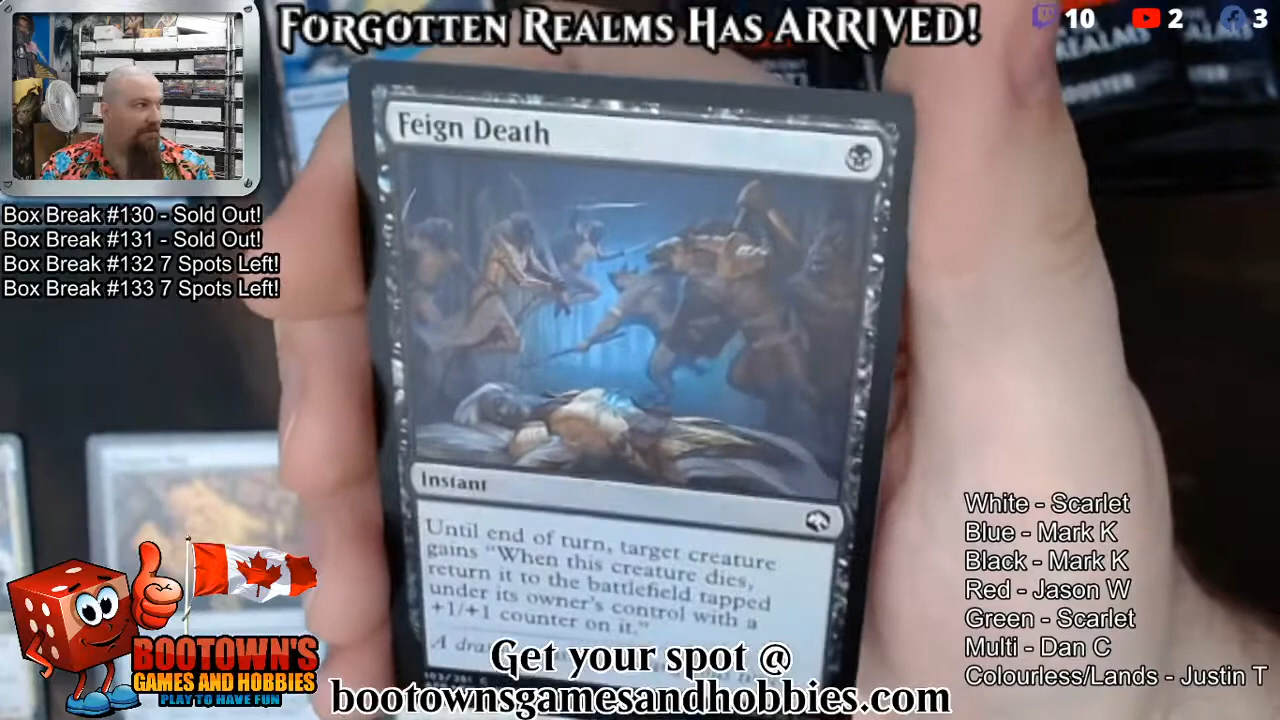 FORGOTTEN REALMS HAS ARRIVED!
10 2 3
REALMS
Box Break #130 - Sold Out!
Box Break #131 - Sold Out!
Box Break #132 7 Spots Left!
Box Break #133 7 Spots Left!
Feign Death
Instant
Until end of turn, target creature
gains "When this creature dies,
return it to the battlefield tapped
under its owner's control with a
+1/+1 counter on it."
A
White - Scarlet
Blue - Mark K
Black - Mark K
Red - Jason W
Green - Scarlet
Multi - Dan C
Colourless/Lands - Justin T
BOOTOWN'S
GAMES AND HOBBIES
PLAY TO HAVE FUN
Get your spot @
bootownsgamesandhobbies.com